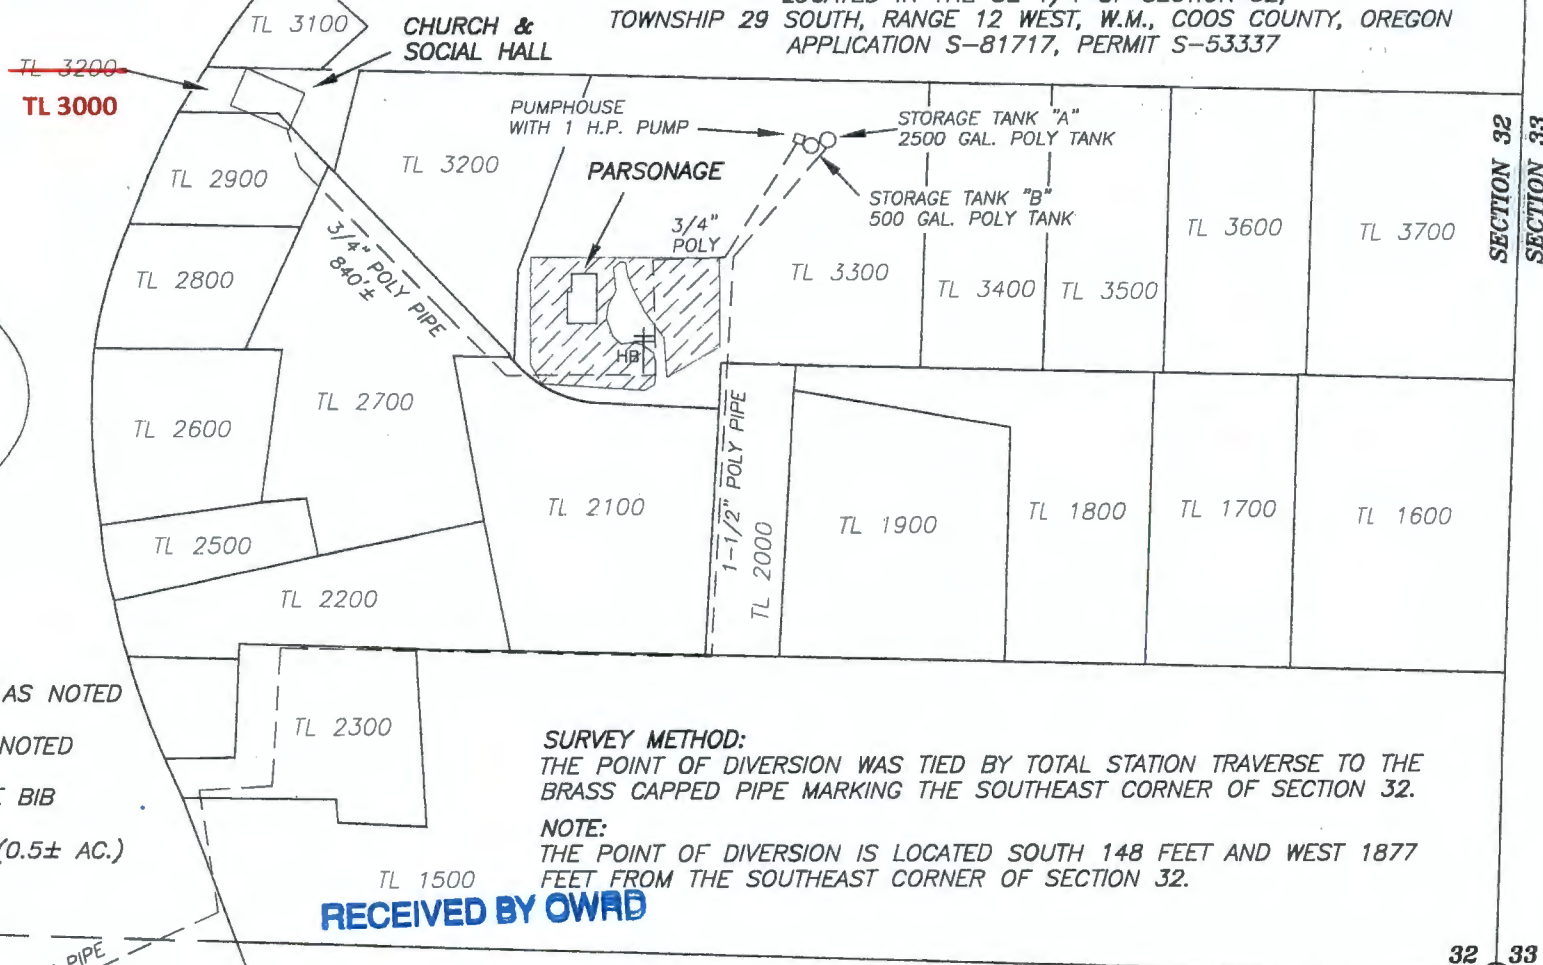 TOWNSHIP 29 SOUTH, RANGE 12 WEST, W.M., COOS COUNTY, OREGON
APPLICATION S-81717, PERMIT S-53337
TL 3100
CHURCH &
SOCIAL HALL
TL 3200
TL 3000
PUMPHOUSE
WITH 1 H.P. PUMP
STORAGE TANK "A"
2500 GAL. POLY TANK
TL 3200
PARSONAGE
TL 2900
STORAGE TANK "B"
500 GAL. POLY TANK
3/4"
POLY
SECTION 32
SECTION 33
TL 3600
TL 3700
3/4" POLY PIPE
840'±
TL 2800
TL 3300
TL 3400
TL 3500
HB
TL 2700
TL 2600
1-1/2" POLY PIPE
TL 2000
TL 2100
TL 1900
TL 1800
TL 1700
TL 1600
TL 2500
TL 2200
AS NOTED
NOTED
BIB
(0.5± AC.)
TL 2300
SURVEY METHOD:
THE POINT OF DIVERSION WAS TIED BY TOTAL STATION TRAVERSE TO THE
BRASS CAPPED PIPE MARKING THE SOUTHEAST CORNER OF SECTION 32.
NOTE:
THE POINT OF DIVERSION IS LOCATED SOUTH 148 FEET AND WEST 1877
FEET FROM THE SOUTHEAST CORNER OF SECTION 32.
TL 1500
RECEIVED BY OWRD
PIPE
32 33